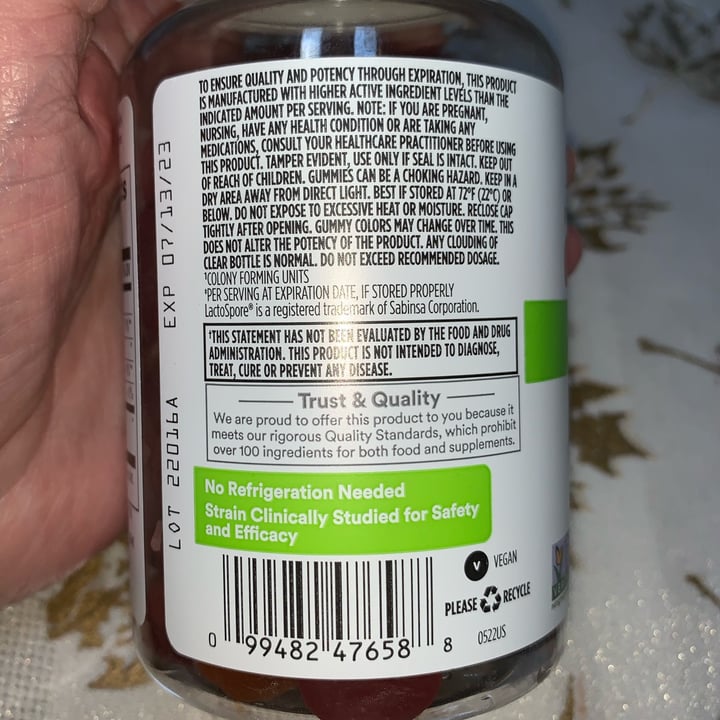 TO ENSURE QUALITY AND POTENCY THROUGH EXPIRATION, THIS PRODUCT
IS MANUFACTURED WITH HIGHER ACTIVE INGREDIENT LEVELS THAN THE
INDICATED AMOUNT PER SERVING. NOTE: IF YOU ARE PREGNANT,
NURSING, HAVE ANY HEALTH CONDITION OR ARE TAKING ANY
MEDICATIONS, CONSULT YOUR HEALTHCARE PRACTITIONER BEFORE USING
THIS PRODUCT. TAMPER EVIDENT, USE ONLY IF SEAL IS INTACT. KEEP OUT
OF REACH OF CHILDREN. GUMMIES CAN BE A CHOKING HAZARD. KEEP IN A
DRY AREA AWAY FROM DIRECT LIGHT. BEST IF STORED AT 72°F (22°C) OR
BELOW. DO NOT EXPOSE TO EXCESSIVE HEAT OR MOISTURE. RECLOSE CAP
TIGHTLY AFTER OPENING. GUMMY COLORS MAY CHANGE OVER TIME. THIS
DOES NOT ALTER THE POTENCY OF THE PRODUCT. ANY CLOUDING OF
CLEAR BOTTLE IS NORMAL. DO NOT EXCEED RECOMMENDED DOSAGE.
¹COLONY FORMING UNITS
*PER SERVING AT EXPIRATION DATE, IF STORED PROPERLY
LactoSpore® is a registered trademark of Sabinsa Corporation.
‡THIS STATEMENT HAS NOT BEEN EVALUATED BY THE FOOD AND DRUG
ADMINISTRATION. THIS PRODUCT IS NOT INTENDED TO DIAGNOSE,
TREAT, CURE OR PREVENT ANY DISEASE.
Trust & Quality
We are proud to offer this product to you because it
meets our rigorous Quality Standards, which prohibit
over 100 ingredients for both food and supplements.
No Refrigeration Needed
Strain Clinically Studied for Safety
and Efficacy
V VEGAN
PLEASE RECYCLE
0 99482 47658 8
0522US
LOT 22016A EXP 07/13/23